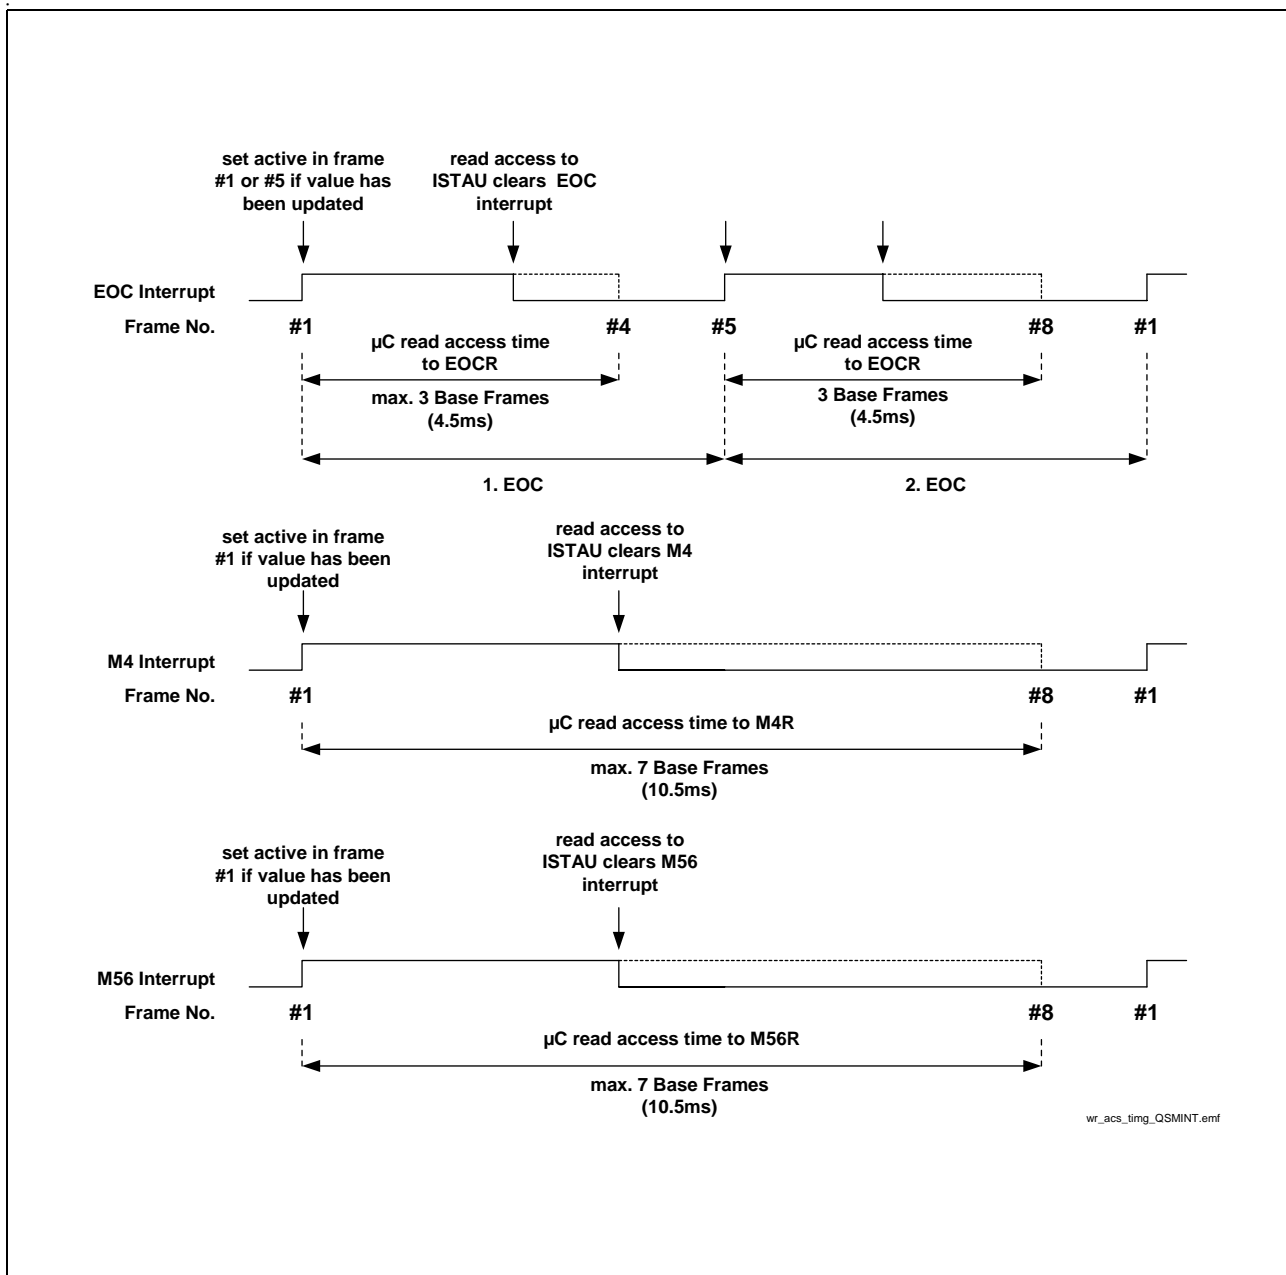 .
set active in frame
#1 or #5 if value has
been updated
read access to
ISTAU clears EOC
interrupt
EOC Interrupt
Frame No.
#1
#4
#5
#8
#1
µC read access time
to EOCR
max. 3 Base Frames
(4.5ms)
µC read access time
to EOCR
3 Base Frames
(4.5ms)
1. EOC
2. EOC
set active in frame
#1 if value has been
updated
read access to
ISTAU clears M4
interrupt
M4 Interrupt
Frame No.
#1
#8
#1
µC read access time to M4R
max. 7 Base Frames
(10.5ms)
set active in frame
#1 if value has been
updated
read access to
ISTAU clears M56
interrupt
M56 Interrupt
Frame No.
#1
#8
#1
µC read access time to M56R
max. 7 Base Frames
(10.5ms)
wr_acs_timg_QSMINT.emf